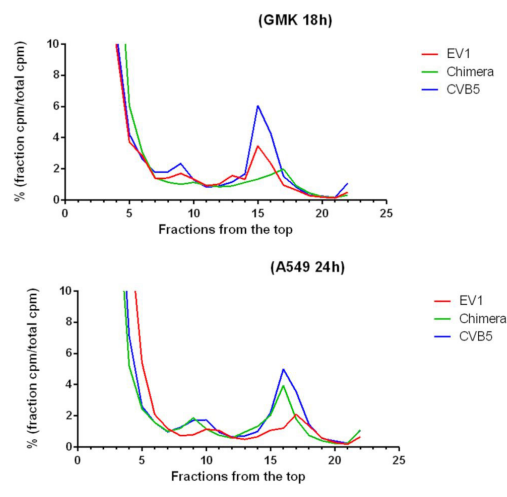 (GMK 18h)
% (fraction cpm/total cpm)
10
8
6
4
2
0
0 5 10 15 20 25
Fractions from the top
EV1
Chimera
CVB5
(A549 24h)
% (fraction cpm/total cpm)
10
8
6
4
2
0
0 5 10 15 20 25
Fractions from the top
EV1
Chimera
CVB5